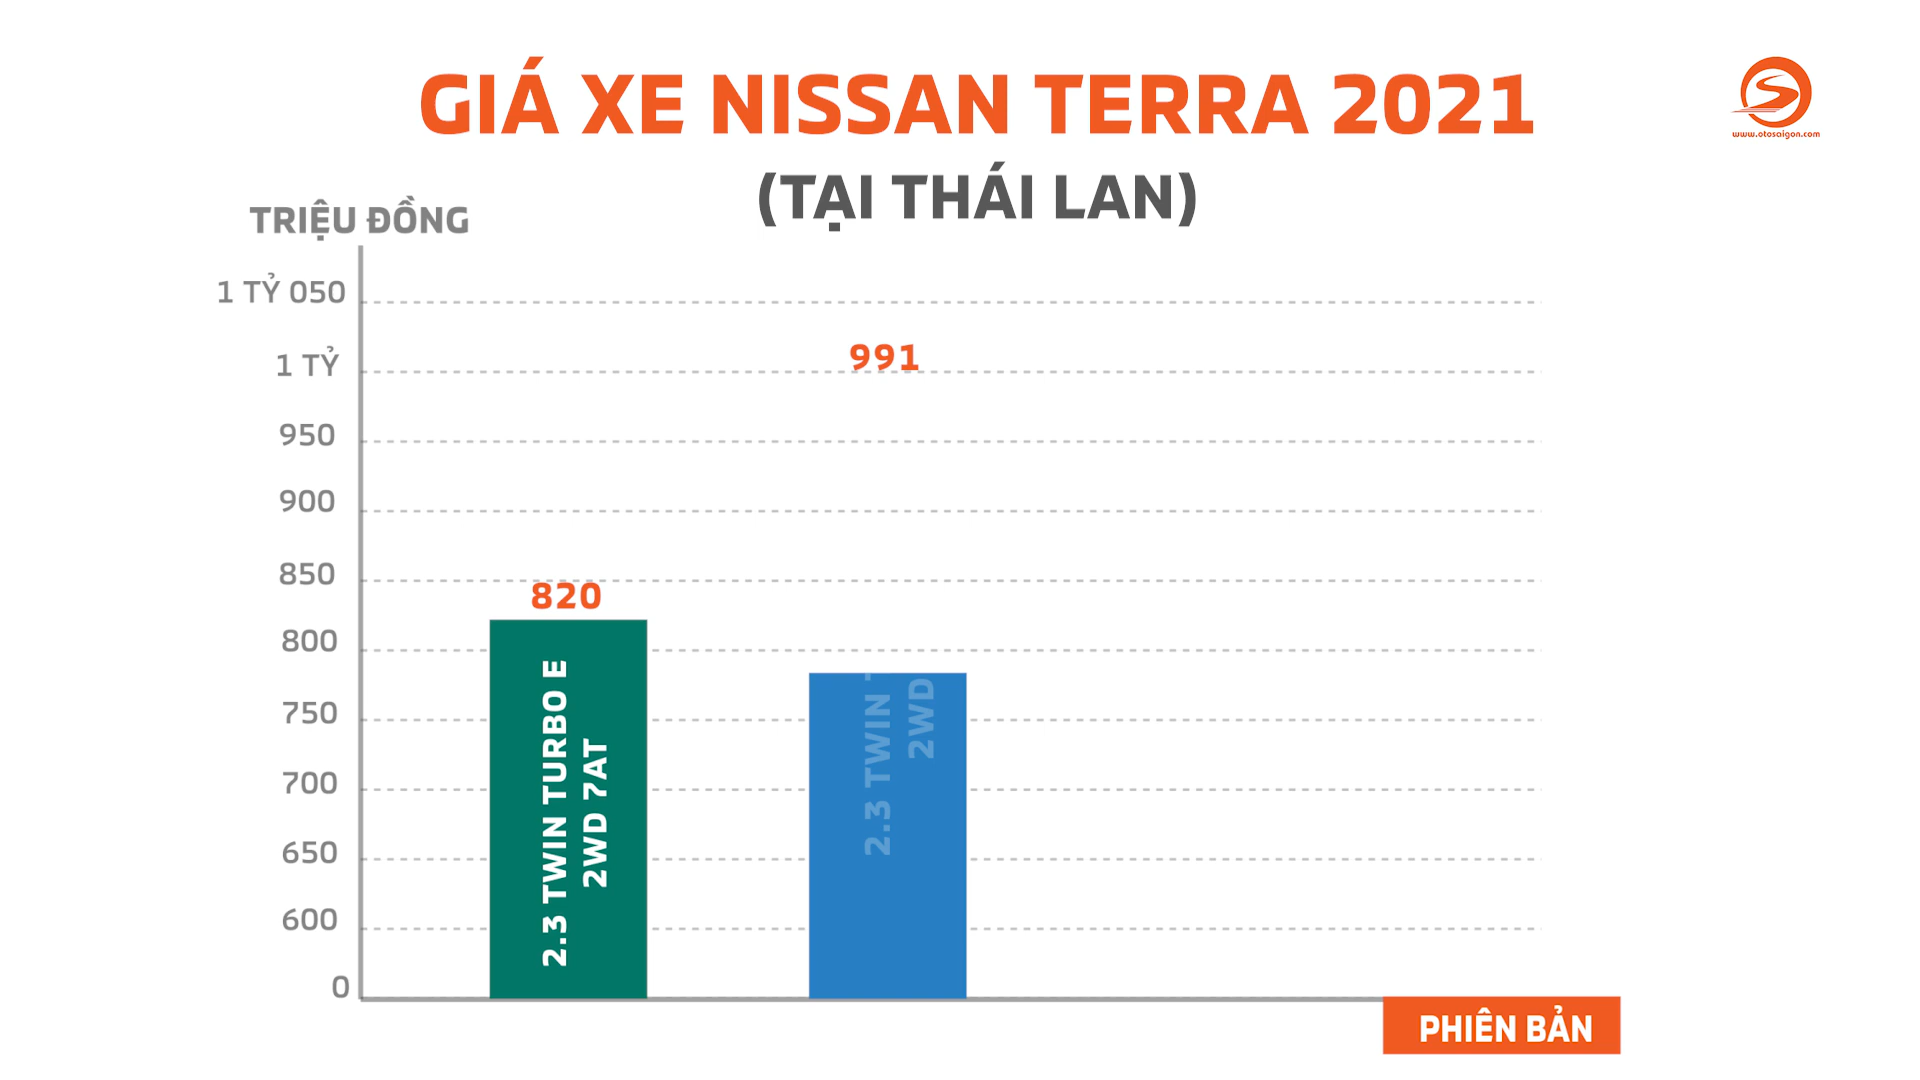 GIÁ XE NISSAN TERRA 2021
(TẠI THÁI LAN)
www.otosaigon.com
TRIỆU ĐỒNG
1 TỶ 050
1 TỶ
950
900
850
800
750
700
650
600
0
820
2.3 TWIN TURBO E
2WD 7AT
991
2.3 TWIN
2WD
PHIÊN BẢN